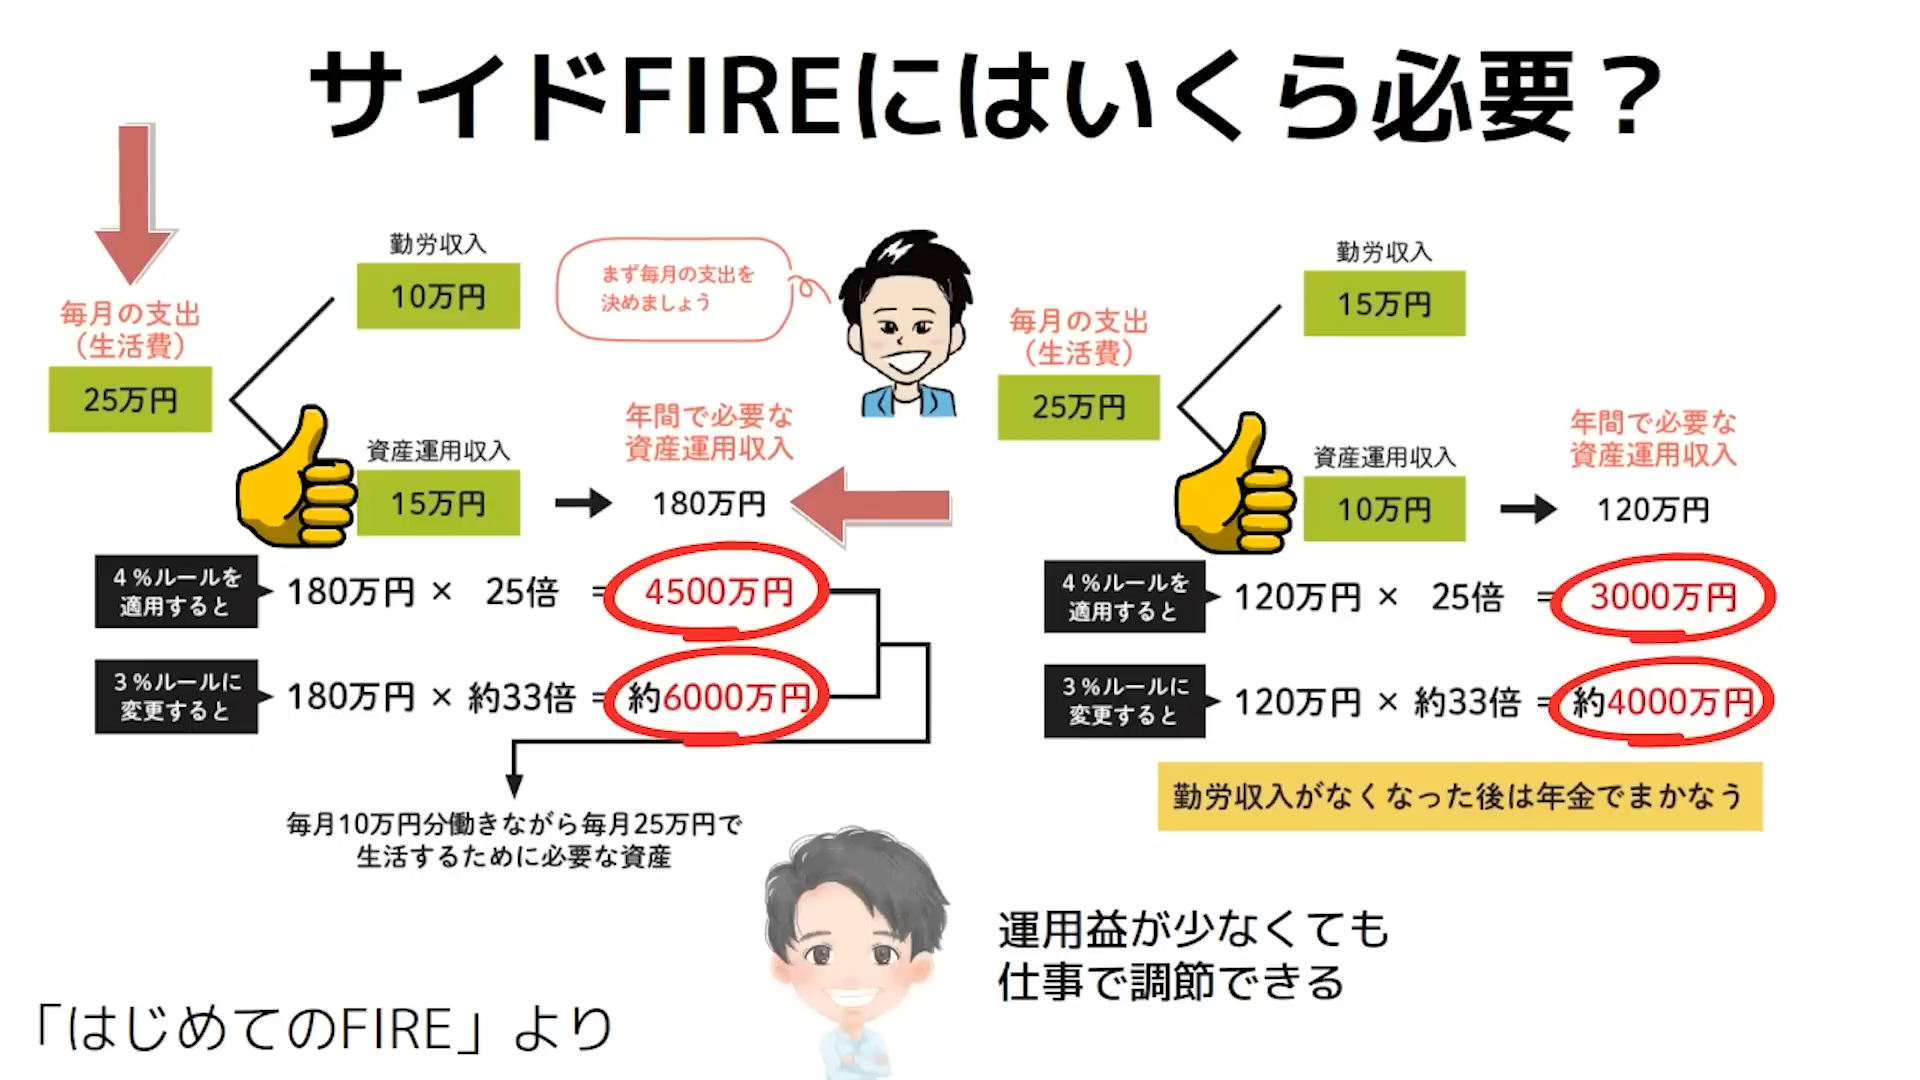 サイドFIREにはいくら必要？
毎月の支出
（生活費）
25万円
勤労収入
10万円
まず毎月の支出を
決めましょう
資産運用収入
15万円
年間で必要な
資産運用収入
180万円
4％ルールを
適用すると
180万円 × 25倍 = 4500万円
3％ルールに
変更すると
180万円 × 約33倍 = 約6000万円
毎月10万円分働きながら毎月25万円で
生活するために必要な資産
毎月の支出
（生活費）
25万円
勤労収入
15万円
資産運用収入
10万円
年間で必要な
資産運用収入
120万円
4％ルールを
適用すると
120万円 × 25倍 = 3000万円
3％ルールに
変更すると
120万円 × 約33倍 = 約4000万円
勤労収入がなくなった後は年金でまかなう
運用益が少なくても
仕事で調節できる
「はじめてのFIRE」より